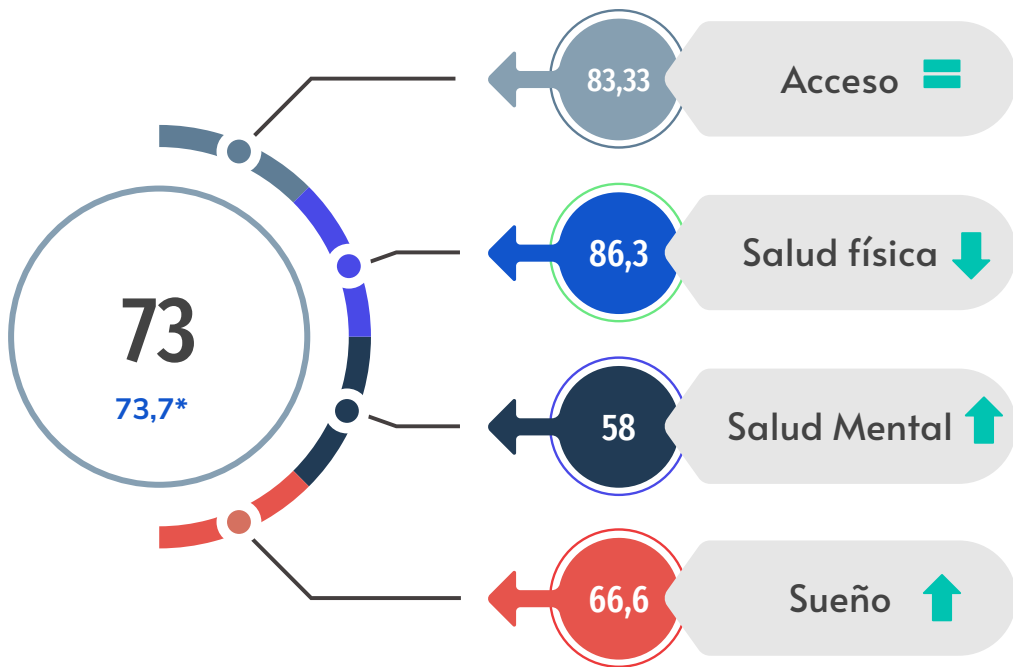 73
73,7*
83,33
Acceso
86,3
Salud física
58
Salud Mental
66,6
Sueño